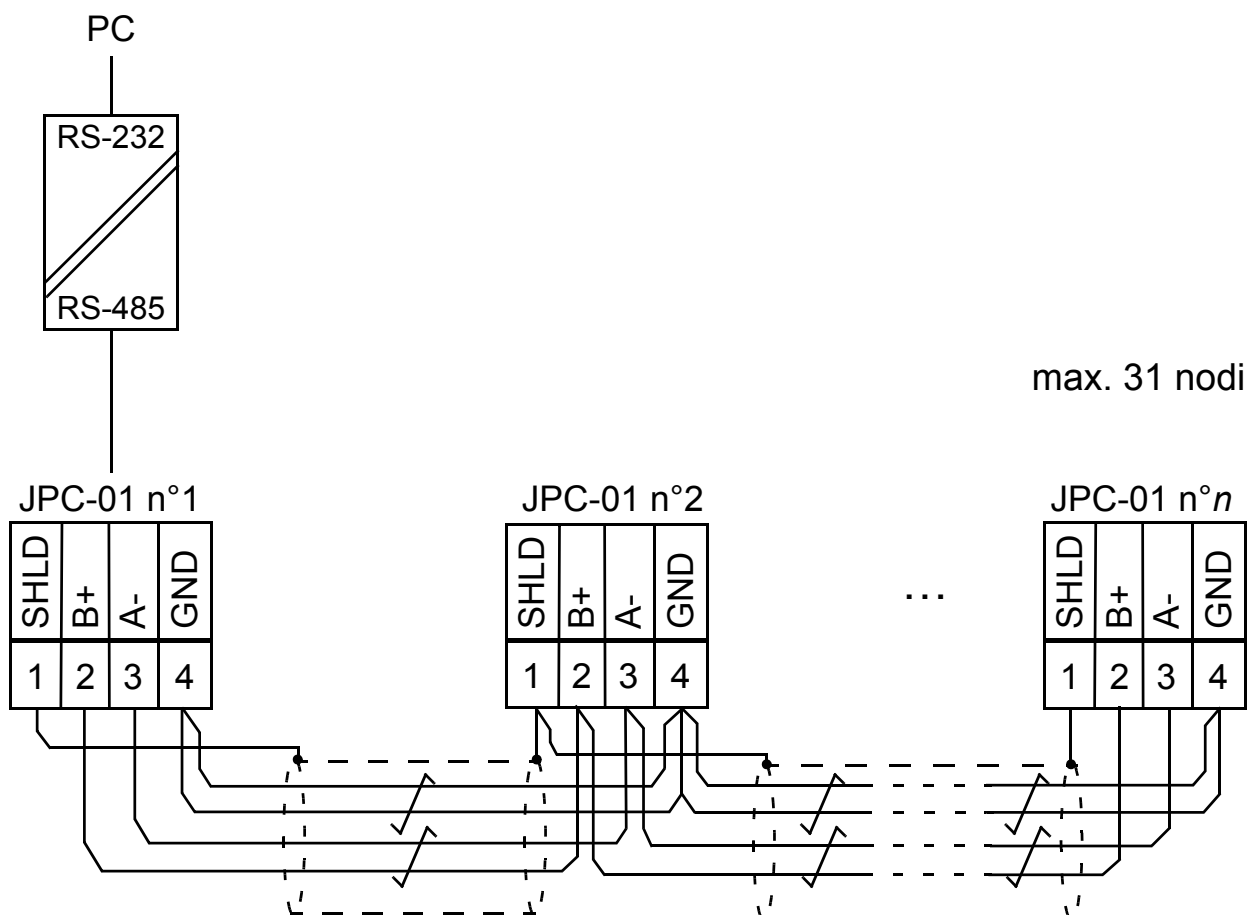 PC
RS-232
RS-485
max. 31 nodi
JPC-01 n°1
JPC-01 n°2
JPC-01 n°n
SHLD B+ A- GND
1 2 3 4
SHLD B+ A- GND
1 2 3 4
...
SHLD B+ A- GND
1 2 3 4